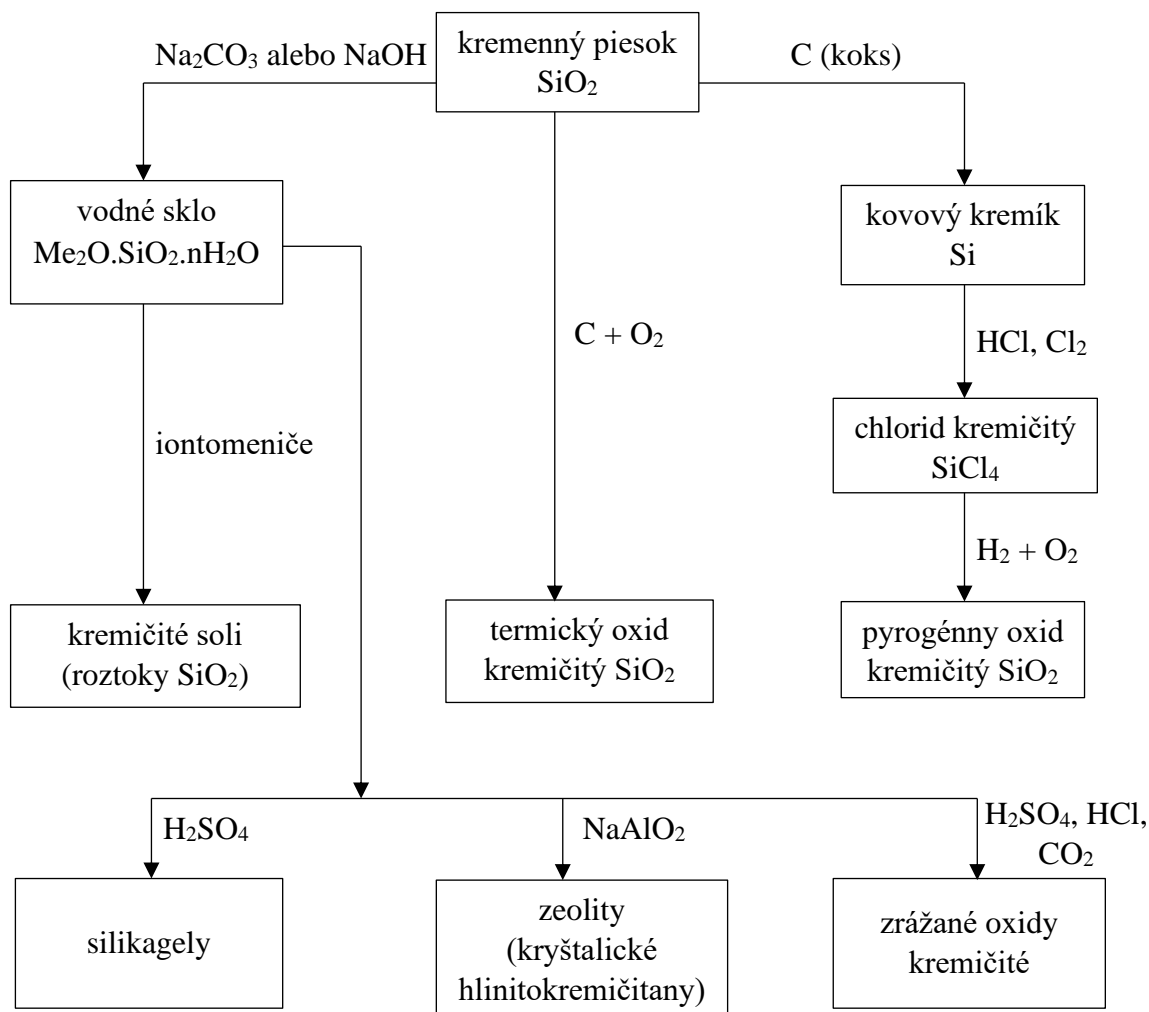 Na₂CO₃ alebo NaOH
kremenný piesok
SiO₂
C (koks)
vodné sklo
Me₂O.SiO₂.nH₂O
kovový kremík
Si
C + O₂
HCl, Cl₂
iontomeniče
chlorid kremičitý
SiCl₄
H₂ + O₂
kremičité soli
(roztoky SiO₂)
termický oxid
kremičitý SiO₂
pyrogénny oxid
kremičitý SiO₂
H₂SO₄
NaAlO₂
H₂SO₄, HCl,
CO₂
silikagely
zeolity
(kryštalické
hlinitokremičitany)
zrážané oxidy
kremičité